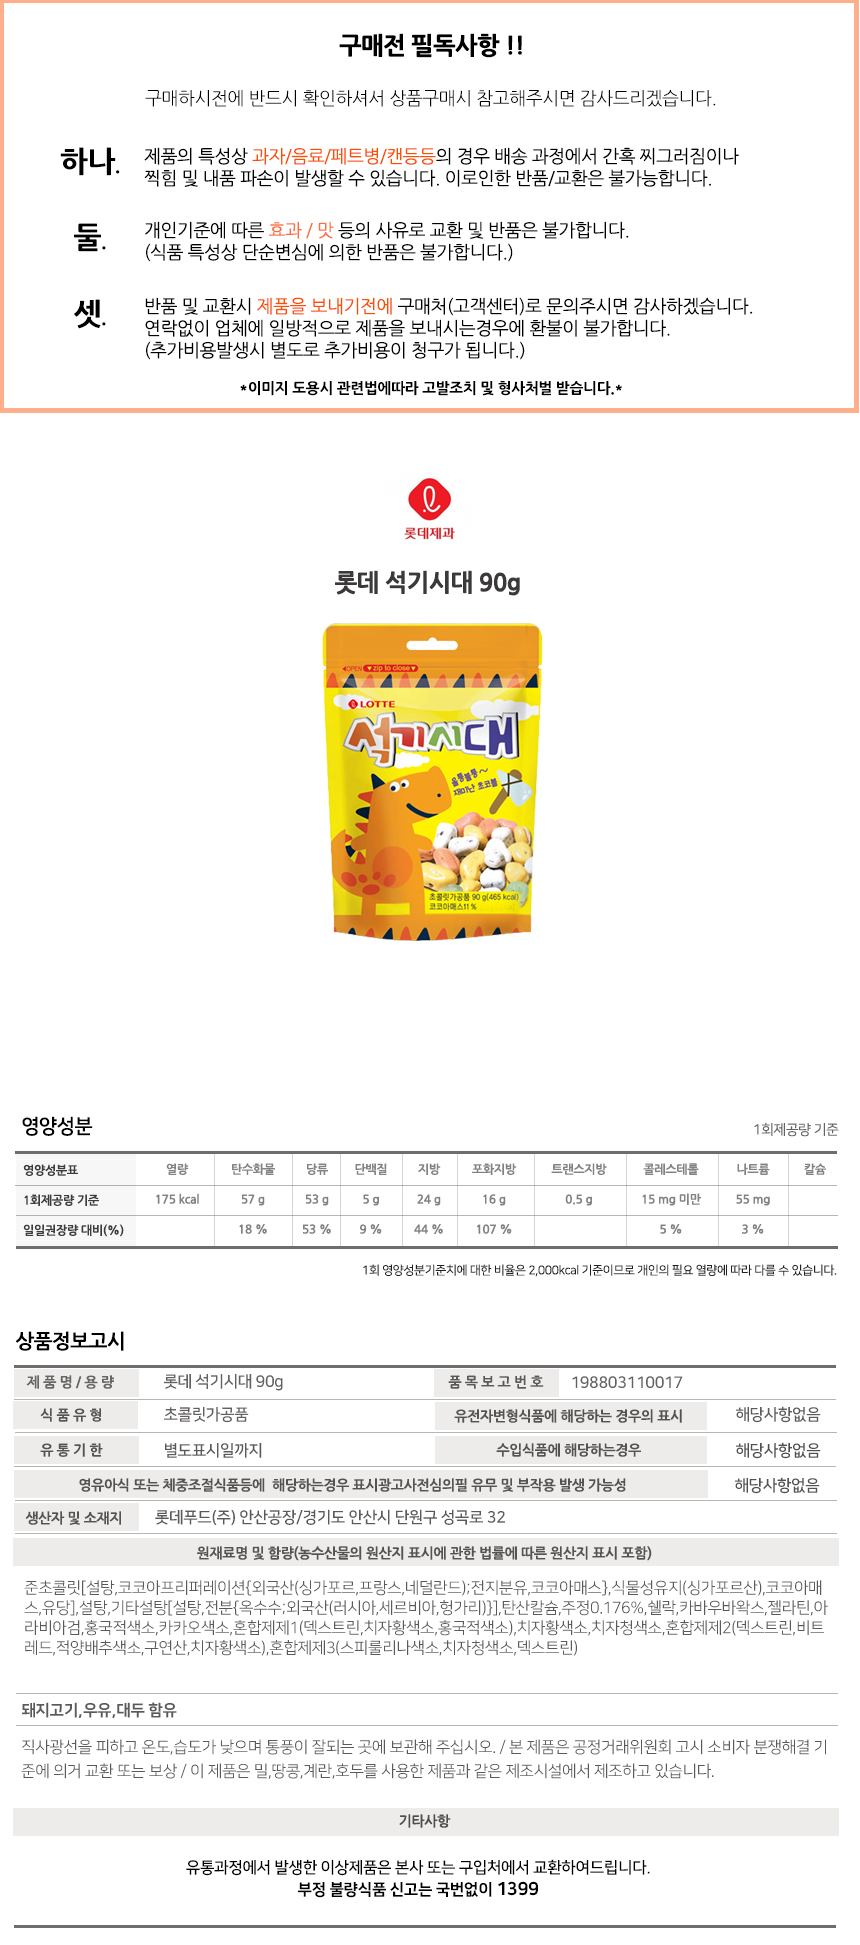 구매전 필독사항 !!
구매하시전에 반드시 확인하셔서 상품구매시 참고해주시면 감사드리겠습니다.
하나.
제품의 특성상 과자/음료/페트병/캔등등의 경우 배송 과정에서 간혹 찌그러짐이나
찍힘 및 내품 파손이 발생할 수 있습니다. 이로인한 반품/교환은 불가능합니다.
둘.
개인기준에 따른 효과 / 맛 등의 사유로 교환 및 반품은 불가합니다.
(식품 특성상 단순변심에 의한 반품은 불가합니다.)
셋.
반품 및 교환시 제품을 보내기전에 구매처(고객센터)로 문의주시면 감사하겠습니다.
연락없이 업체에 일방적으로 제품을 보내시는경우에 환불이 불가합니다.
(추가비용발생시 별도로 추가비용이 청구가 됩니다.)
*이미지 도용시 관련법에따라 고발조치 및 형사처벌 받습니다.*
롯데제과
롯데 석기시대 90g
◀OPEN ▼zip to close▼
LOTTE
석기시대
울퉁불퉁~
재미난 초코볼
초콜릿가공품 90 g(465 kcal)
코코아매스11 %
영양성분
1회제공량 기준
영양성분표 열량 탄수화물 당류 단백질 지방 포화지방 트랜스지방 콜레스테롤 나트륨 칼슘
1회제공량 기준 175 kcal 57 g 53 g 5 g 24 g 16 g 0.5 g 15 mg 미만 55 mg
일일권장량 대비(%) 18 % 53 % 9 % 44 % 107 % 5 % 3 %
1회 영양성분기준치에 대한 비율은 2,000kcal 기준이므로 개인의 필요 열량에 따라 다를 수 있습니다.
상품정보고시
제 품 명 / 용 량 롯데 석기시대 90g 품 목 보 고 번 호 198803110017
식 품 유 형 초콜릿가공품 유전자변형식품에 해당하는 경우의 표시 해당사항없음
유 통 기 한 별도표시일까지 수입식품에 해당하는경우 해당사항없음
영유아식 또는 체중조절식품등에 해당하는경우 표시광고사전심의필 유무 및 부작용 발생 가능성 해당사항없음
생산자 및 소재지 롯데푸드(주) 안산공장/경기도 안산시 단원구 성곡로 32
원재료명 및 함량(농수산물의 원산지 표시에 관한 법률에 따른 원산지 표시 포함)
준초콜릿[설탕,코코아프리퍼레이션{외국산(싱가포르,프랑스,네덜란드);전지분유,코코아매스},식물성유지(싱가포르산),코코아매
스,유당],설탕,기타설탕[설탕,전분{옥수수;외국산(러시아,세르비아,헝가리)}],탄산칼슘,주정0.176%,쉘락,카바우바왁스,젤라틴,아
라비아검,홍국적색소,카카오색소,혼합제제1(덱스트린,치자황색소,홍국적색소),치자황색소,치자청색소,혼합제제2(덱스트린,비트
레드,적양배추색소,구연산,치자황색소),혼합제제3(스피룰리나색소,치자청색소,덱스트린)
돼지고기,우유,대두 함유
직사광선을 피하고 온도,습도가 낮으며 통풍이 잘되는 곳에 보관해 주십시오. / 본 제품은 공정거래위원회 고시 소비자 분쟁해결 기
준에 의거 교환 또는 보상 / 이 제품은 밀,땅콩,계란,호두를 사용한 제품과 같은 제조시설에서 제조하고 있습니다.
기타사항
유통과정에서 발생한 이상제품은 본사 또는 구입처에서 교환하여드립니다.
부정 불량식품 신고는 국번없이 1399